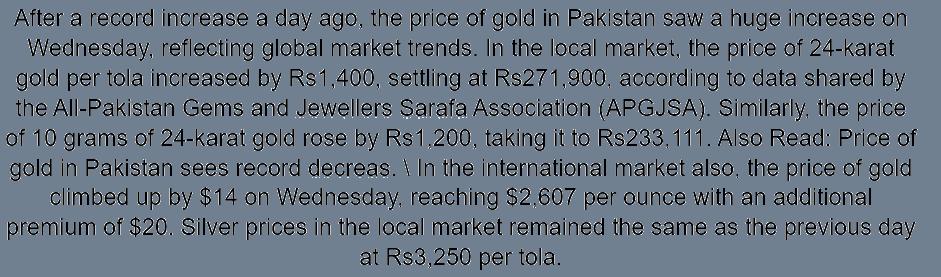 After a record increase a day ago, the price of gold in Pakistan saw a huge increase on
Wednesday, reflecting global market trends. In the local market, the price of 24-karat
gold per tola increased by Rs1,400, settling at Rs271,900, according to data shared by
the All-Pakistan Gems and Jewellers Sarafa Association (APGJSA). Similarly, the price
of 10 grams of 24-karat gold rose by Rs1,200, taking it to Rs233,111. Also Read: Price of
gold in Pakistan sees record decreas. \ In the international market also, the price of gold
climbed up by $14 on Wednesday, reaching $2,607 per ounce with an additional
premium of $20. Silver prices in the local market remained the same as the previous day
at Rs3,250 per tola.